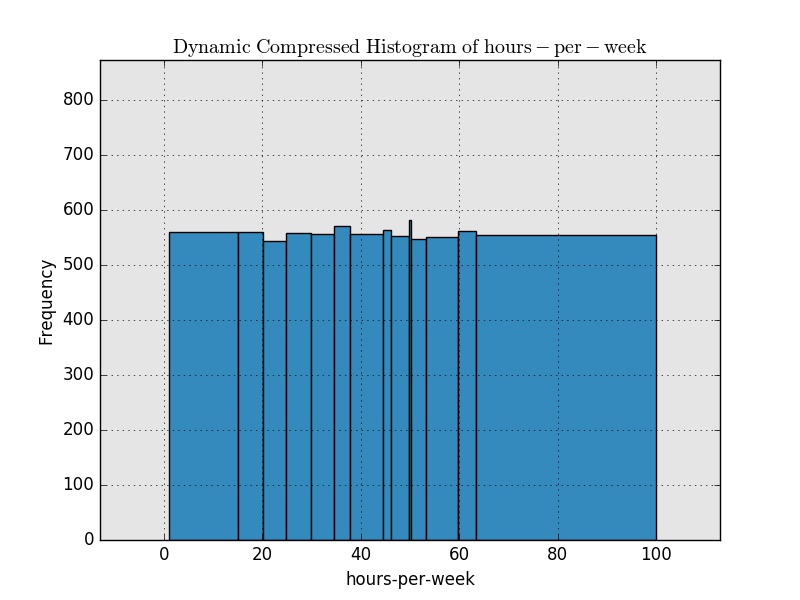 Dynamic Compressed Histogram of hours − per − week
800
700
600
500
400
300
200
100
0
Frequency
0 20 40 60 80 100
hours-per-week